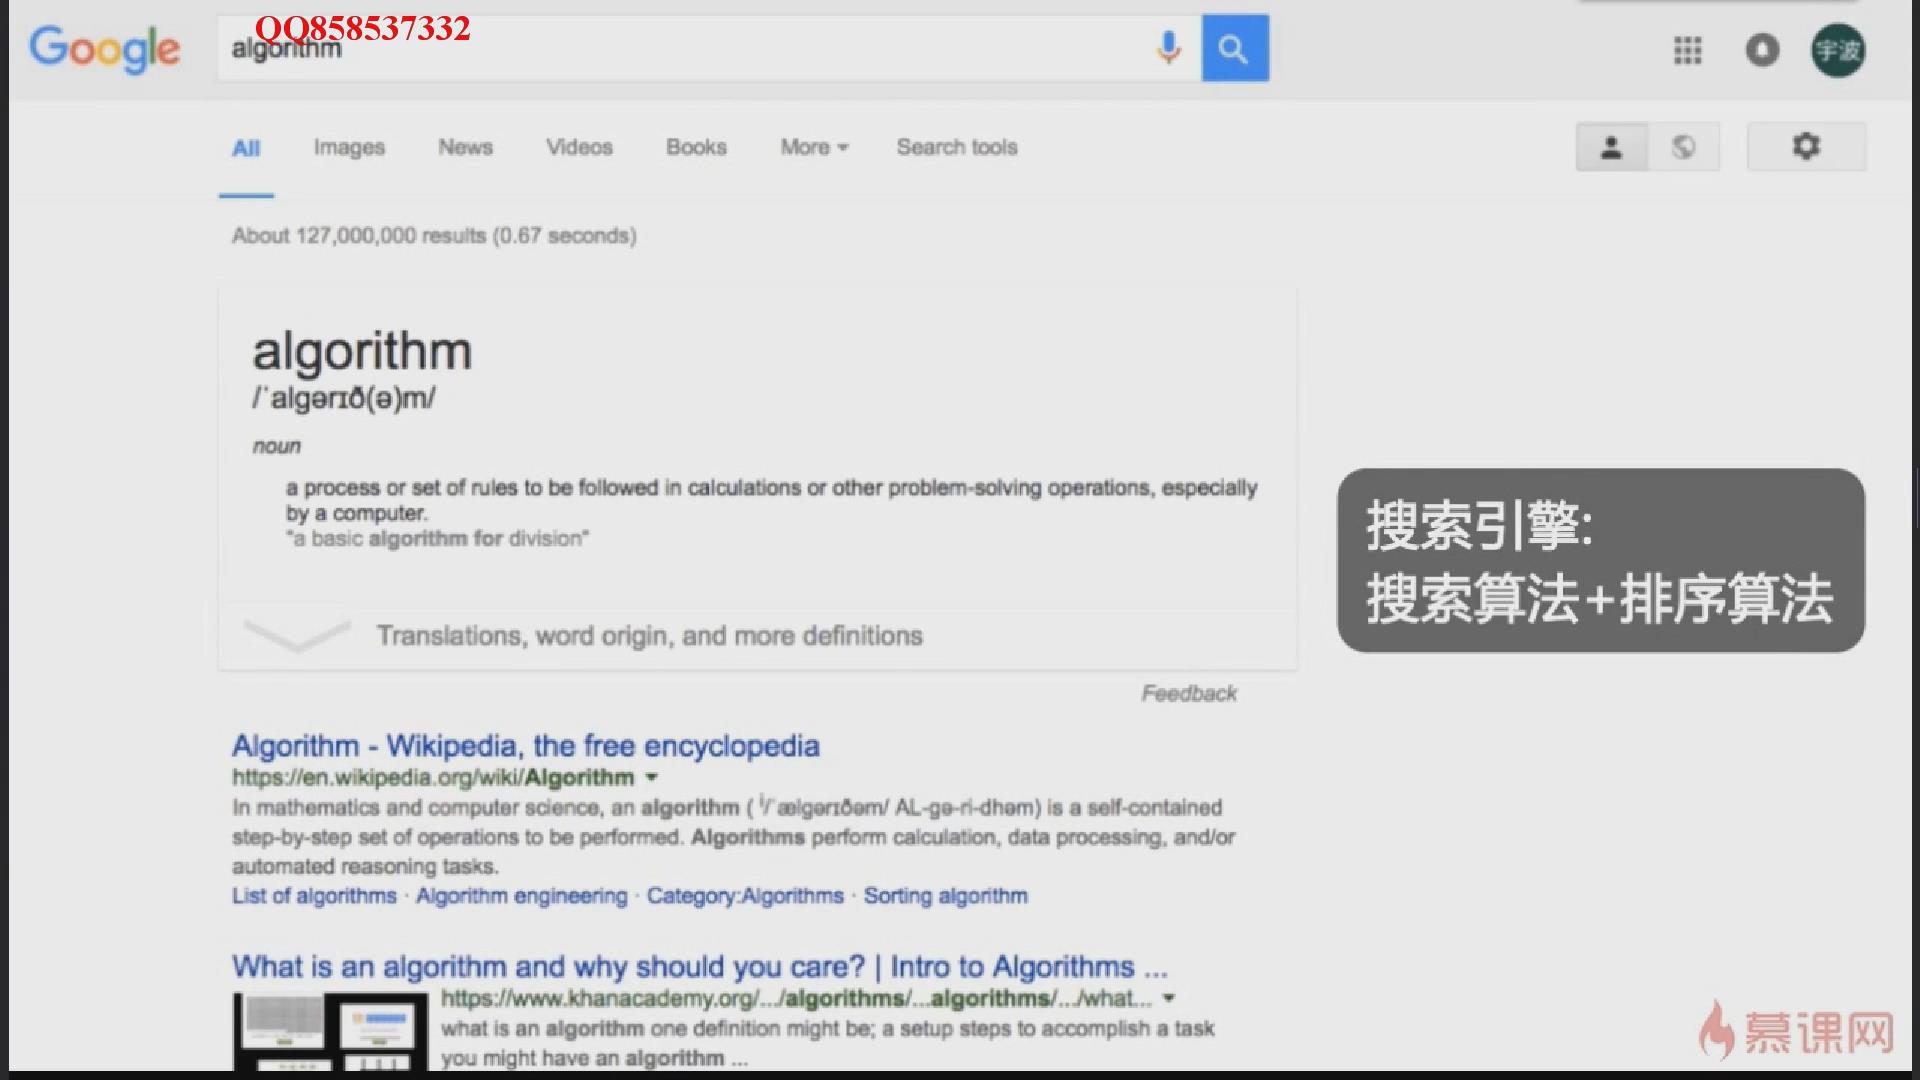 Google
QQ858537332
algorithm
宇波
All
Images
News
Videos
Books
More
Search tools
About 127,000,000 results (0.67 seconds)
algorithm
/ˈalɡərɪð(ə)m/
noun
a process or set of rules to be followed in calculations or other problem-solving operations, especially
by a computer.
"a basic algorithm for division"
搜索引擎:
搜索算法+排序算法
Translations, word origin, and more definitions
Feedback
Algorithm - Wikipedia, the free encyclopedia
https://en.wikipedia.org/wiki/Algorithm
In mathematics and computer science, an algorithm ( /ˈælɡərɪðəm/ AL-gə-ri-dhəm) is a self-contained
step-by-step set of operations to be performed. Algorithms perform calculation, data processing, and/or
automated reasoning tasks.
List of algorithms · Algorithm engineering · Category:Algorithms · Sorting algorithm
What is an algorithm and why should you care? | Intro to Algorithms ...
https://www.khanacademy.org/.../algorithms/...algorithms/.../what...
what is an algorithm one definition might be; a setup steps to accomplish a task
you might have an algorithm ...
慕课网